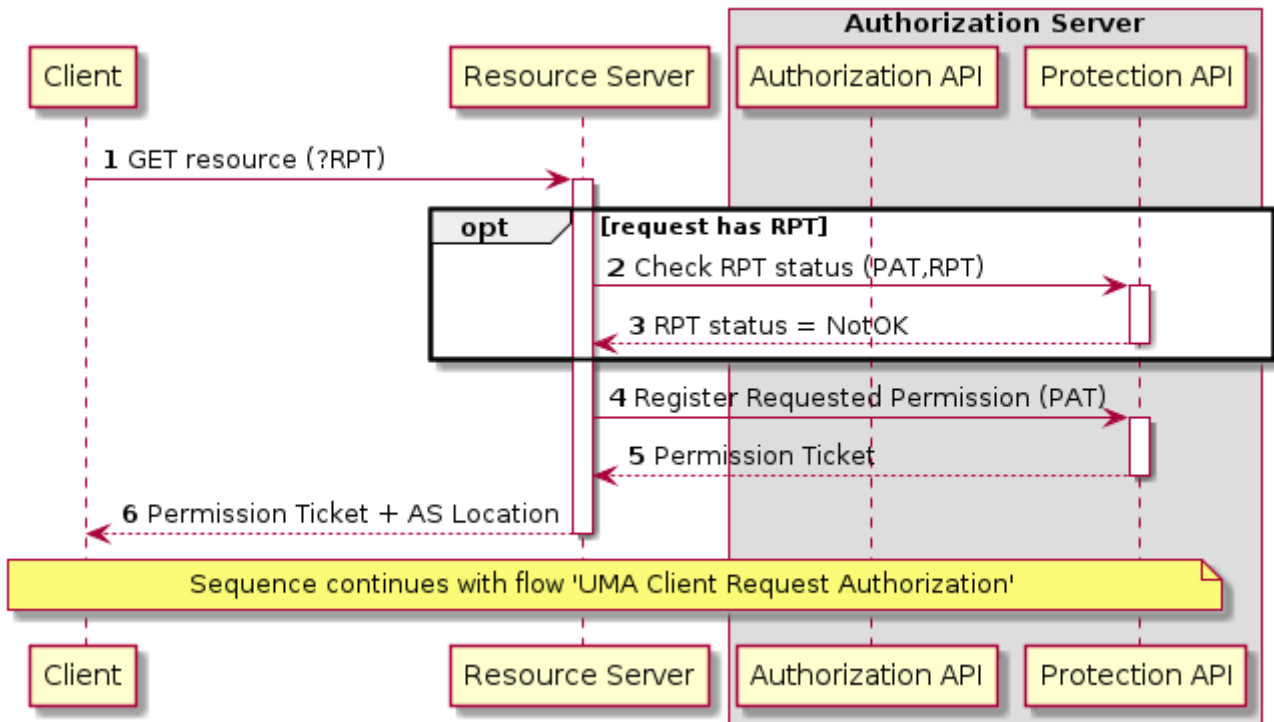 Authorization Server
Client
Resource Server
Authorization API
Protection API
1 GET resource (?RPT)
opt
[request has RPT]
2 Check RPT status (PAT,RPT)
3 RPT status = NotOK
4 Register Requested Permission (PAT)
5 Permission Ticket
6 Permission Ticket + AS Location
Sequence continues with flow 'UMA Client Request Authorization'
Client
Resource Server
Authorization API
Protection API